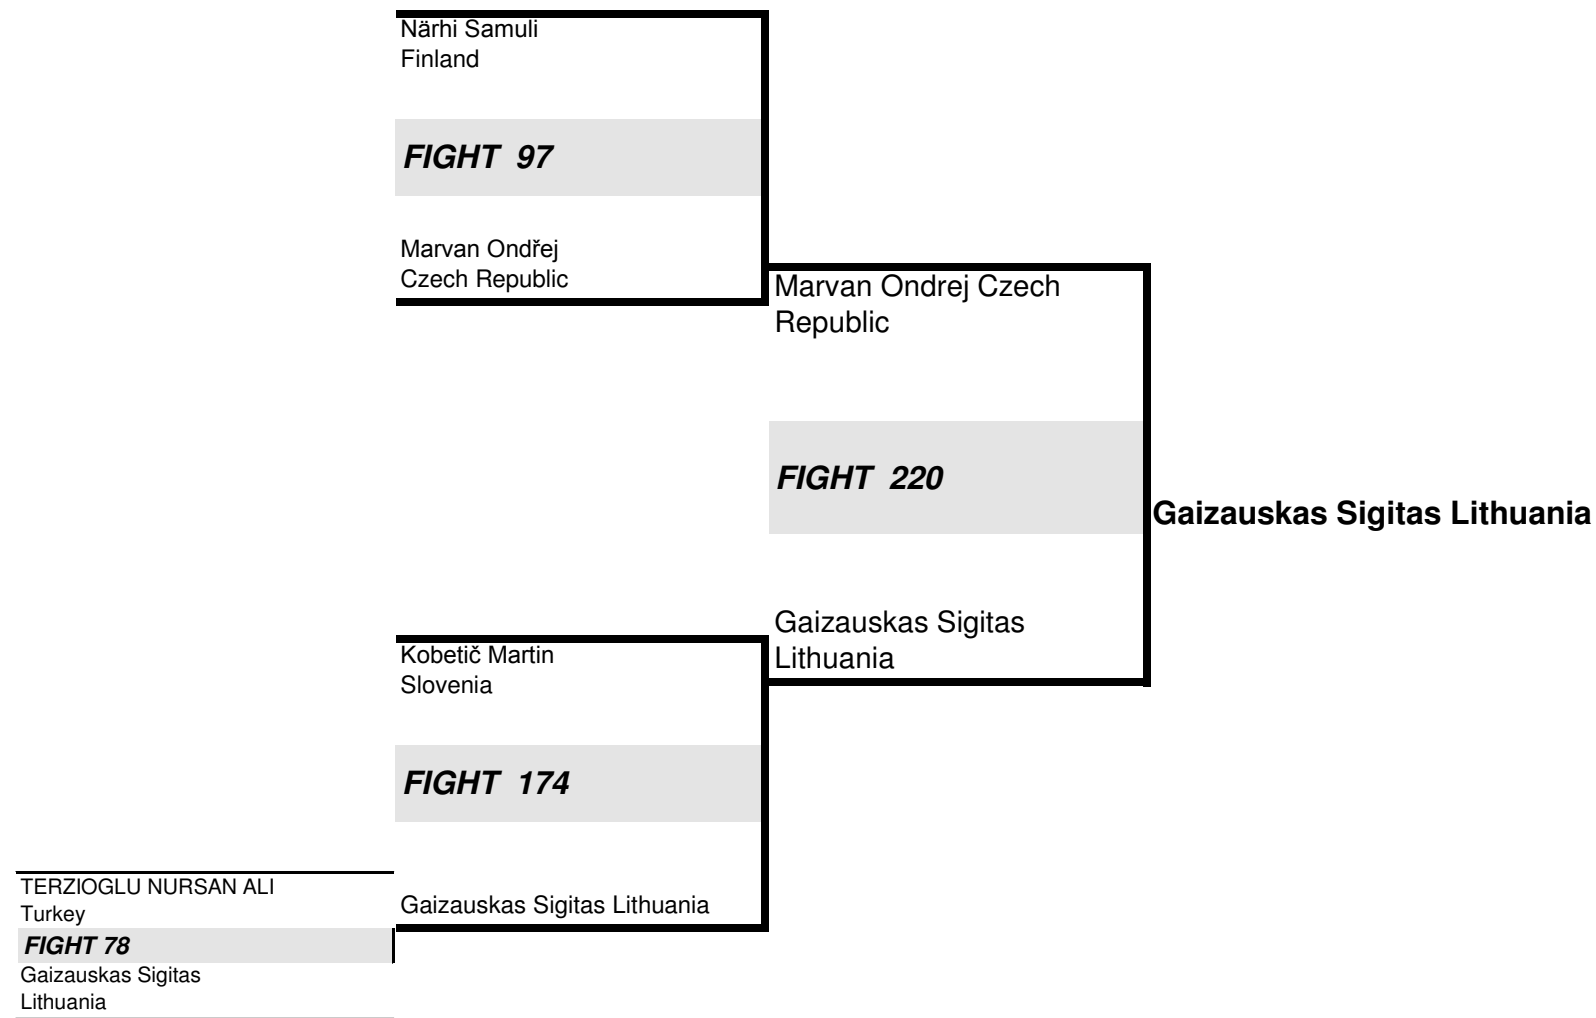 Närhi Samuli
Finland
FIGHT 97
Marvan Ondřej
Czech Republic
Marvan Ondrej Czech
Republic
FIGHT 220
Gaizauskas Sigitas Lithuania
Gaizauskas Sigitas
Lithuania
Kobetič Martin
Slovenia
FIGHT 174
Gaizauskas Sigitas Lithuania
TERZIOGLU NURSAN ALI
Turkey
FIGHT 78
Gaizauskas Sigitas
Lithuania